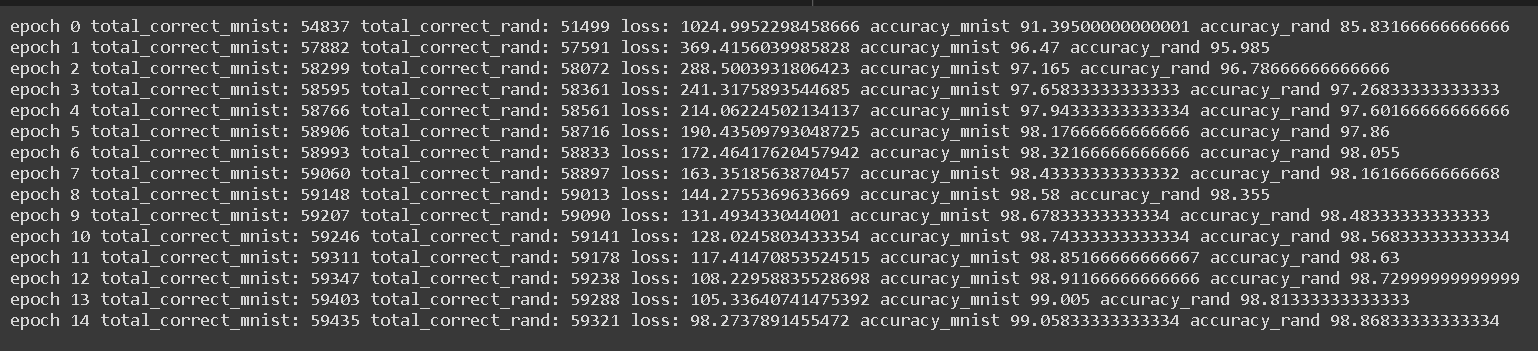 epoch 0 total_correct_mnist: 54837 total_correct_rand: 51499 loss: 1024.9952298458666 accuracy_mnist 91.39500000000001 accuracy_rand 85.83166666666666
epoch 1 total_correct_mnist: 57882 total_correct_rand: 57591 loss: 369.4156039985828 accuracy_mnist 96.47 accuracy_rand 95.985
epoch 2 total_correct_mnist: 58299 total_correct_rand: 58072 loss: 288.5003931806423 accuracy_mnist 97.165 accuracy_rand 96.78666666666666
epoch 3 total_correct_mnist: 58595 total_correct_rand: 58361 loss: 241.3175893544685 accuracy_mnist 97.65833333333333 accuracy_rand 97.26833333333333
epoch 4 total_correct_mnist: 58766 total_correct_rand: 58561 loss: 214.06224502134137 accuracy_mnist 97.94333333333334 accuracy_rand 97.60166666666666
epoch 5 total_correct_mnist: 58906 total_correct_rand: 58716 loss: 190.43509793048725 accuracy_mnist 98.17666666666666 accuracy_rand 97.86
epoch 6 total_correct_mnist: 58993 total_correct_rand: 58833 loss: 172.46417620457942 accuracy_mnist 98.32166666666666 accuracy_rand 98.055
epoch 7 total_correct_mnist: 59060 total_correct_rand: 58897 loss: 163.3518563870457 accuracy_mnist 98.43333333333332 accuracy_rand 98.16166666666668
epoch 8 total_correct_mnist: 59148 total_correct_rand: 59013 loss: 144.2755369633669 accuracy_mnist 98.58 accuracy_rand 98.355
epoch 9 total_correct_mnist: 59207 total_correct_rand: 59090 loss: 131.493433044001 accuracy_mnist 98.67833333333334 accuracy_rand 98.48333333333333
epoch 10 total_correct_mnist: 59246 total_correct_rand: 59141 loss: 128.0245803433354 accuracy_mnist 98.74333333333334 accuracy_rand 98.56833333333334
epoch 11 total_correct_mnist: 59311 total_correct_rand: 59178 loss: 117.41470853524515 accuracy_mnist 98.85166666666667 accuracy_rand 98.63
epoch 12 total_correct_mnist: 59347 total_correct_rand: 59238 loss: 108.22958835528698 accuracy_mnist 98.91166666666666 accuracy_rand 98.72999999999999
epoch 13 total_correct_mnist: 59403 total_correct_rand: 59288 loss: 105.33640741475392 accuracy_mnist 99.005 accuracy_rand 98.81333333333333
epoch 14 total_correct_mnist: 59435 total_correct_rand: 59321 loss: 98.2737891455472 accuracy_mnist 99.05833333333334 accuracy_rand 98.86833333333334